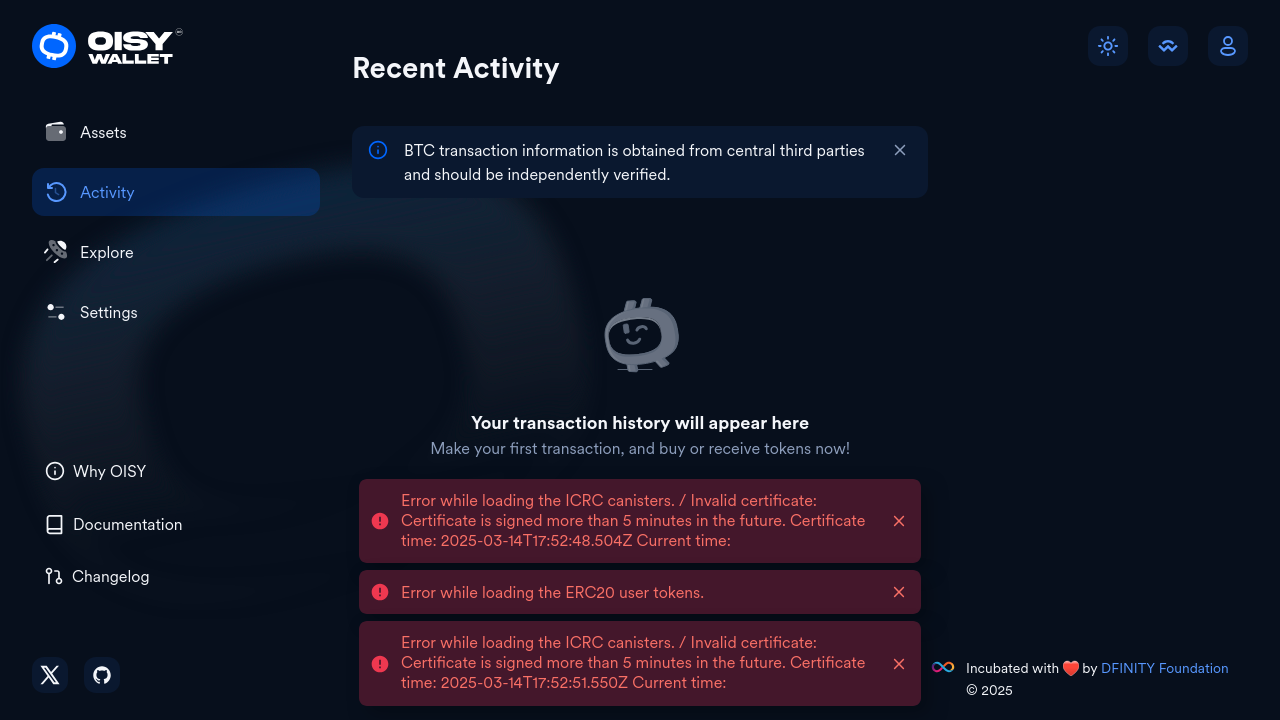 OISY
WALLET
Recent Activity
Assets
Activity
Explore
Settings
BTC transaction information is obtained from central third parties
and should be independently verified.
Your transaction history will appear here
Make your first transaction, and buy or receive tokens now!
Why OISY
Documentation
Changelog
Error while loading the ICRC canisters. / Invalid certificate:
Certificate is signed more than 5 minutes in the future. Certificate
time: 2025-03-14T17:52:48.504Z Current time:
Error while loading the ERC20 user tokens.
Error while loading the ICRC canisters. / Invalid certificate:
Certificate is signed more than 5 minutes in the future. Certificate
time: 2025-03-14T17:52:51.550Z Current time:
Incubated with ❤️ by DFINITY Foundation
© 2025